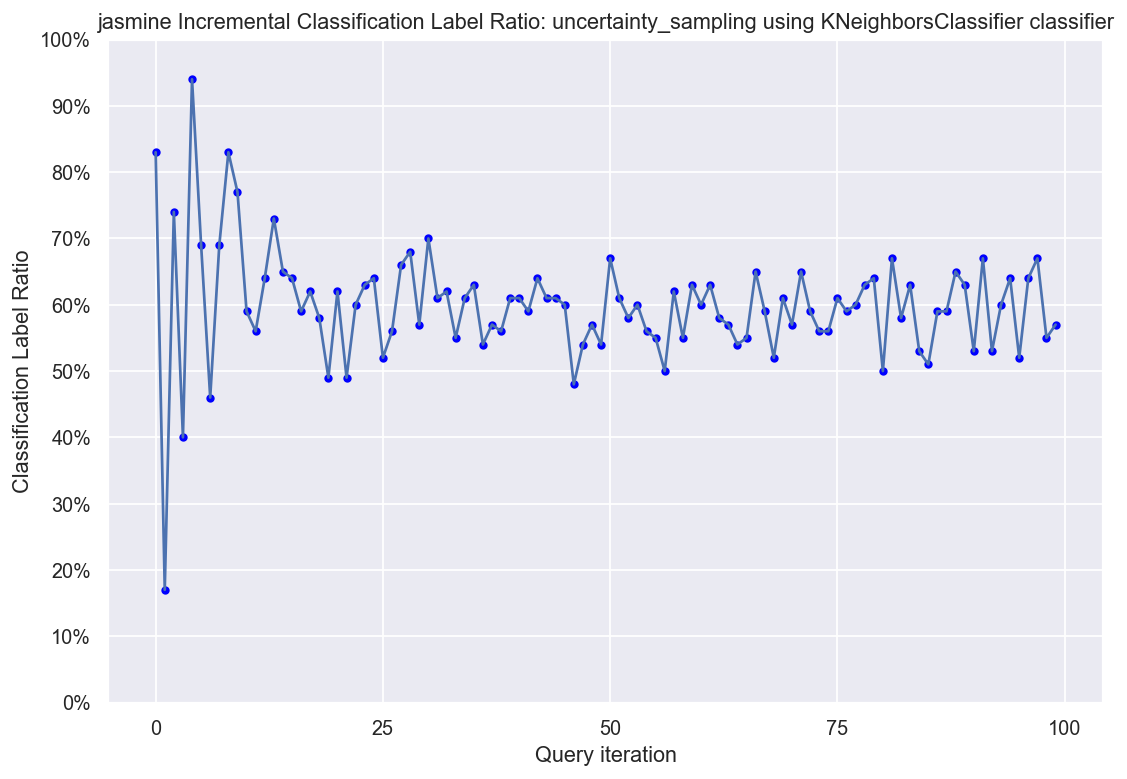 jasmine Incremental Classification Label Ratio: uncertainty_sampling using KNeighborsClassifier classifier
100%
90%
80%
70%
60%
50%
40%
30%
20%
10%
0%
Classification Label Ratio
0 25 50 75 100
Query iteration